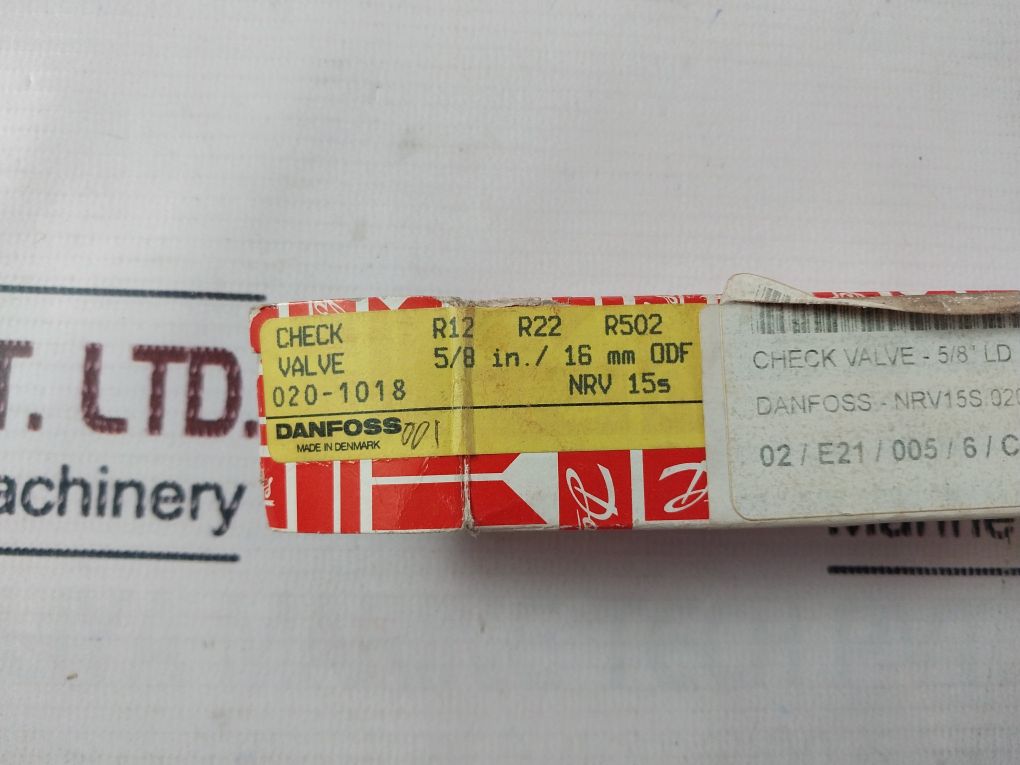 CHECK R12 R22 R502
VALVE 5/8 in./ 16 mm ODF
020-1018 NRV 15s
DANFOSS 001
MADE IN DENMARK
CHECK VALVE - 5/8" LD
DANFOSS - NRV15S 020
02 / E21 / 005 / 6 / C
T. LTD.
achinery